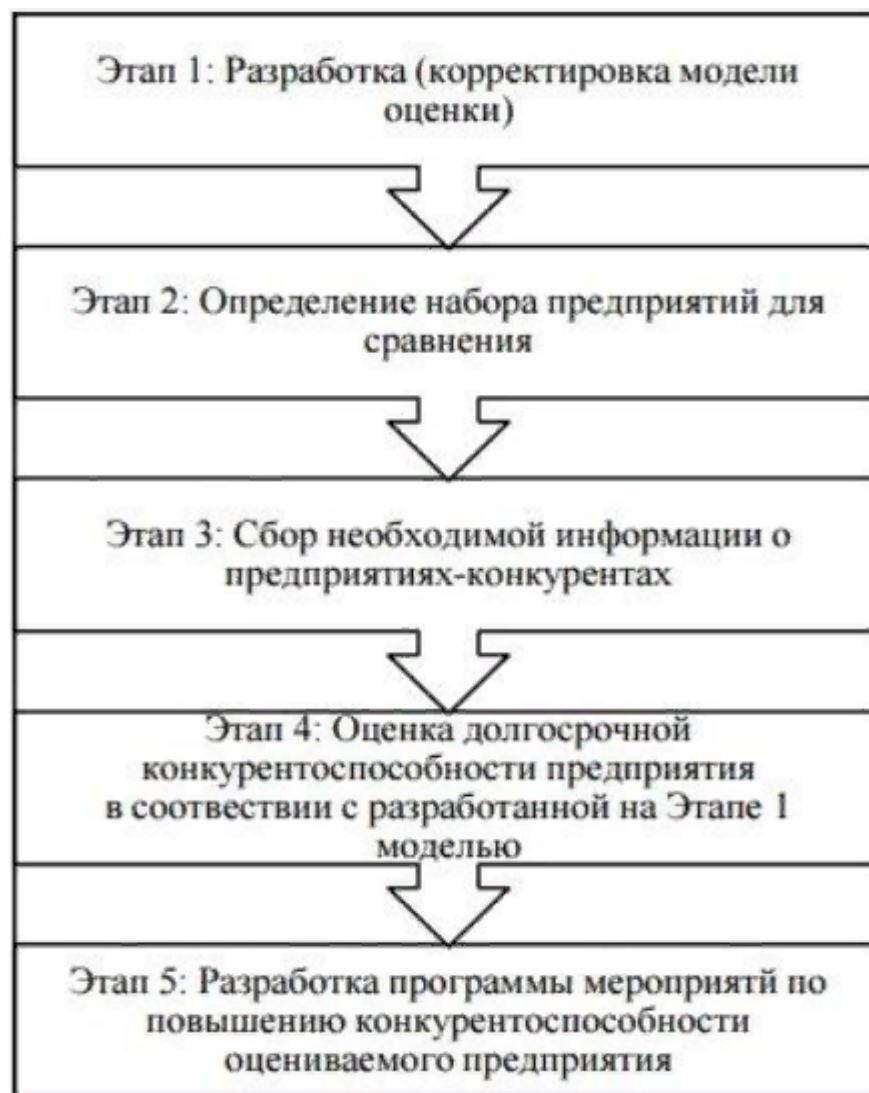 Этап 1: Разработка (корректировка модели
оценки)
Этап 2: Определение набора предприятий для
сравнения
Этап 3: Сбор необходимой информации о
предприятиях-конкурентах
Этап 4: Оценка долгосрочной
конкурентоспособности предприятия
в соотвествии с разработанной на Этапе 1
моделью
Этап 5: Разработка программы мероприятй по
повышению конкурентоспособности
оцениваемого предприятия